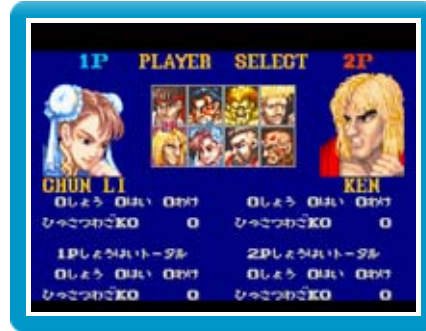 1P PLAYER SELECT 2P
CHUN LI KEN
0しょう 0はい 0わけ 0しょう 0はい 0わけ
ひっさつわざKO 0 ひっさつわざKO 0
1Pしょうはいトータル 2Pしょうはいトータル
0しょう 0はい 0わけ 0しょう 0はい 0わけ
ひっさつわざKO 0 ひっさつわざKO 0